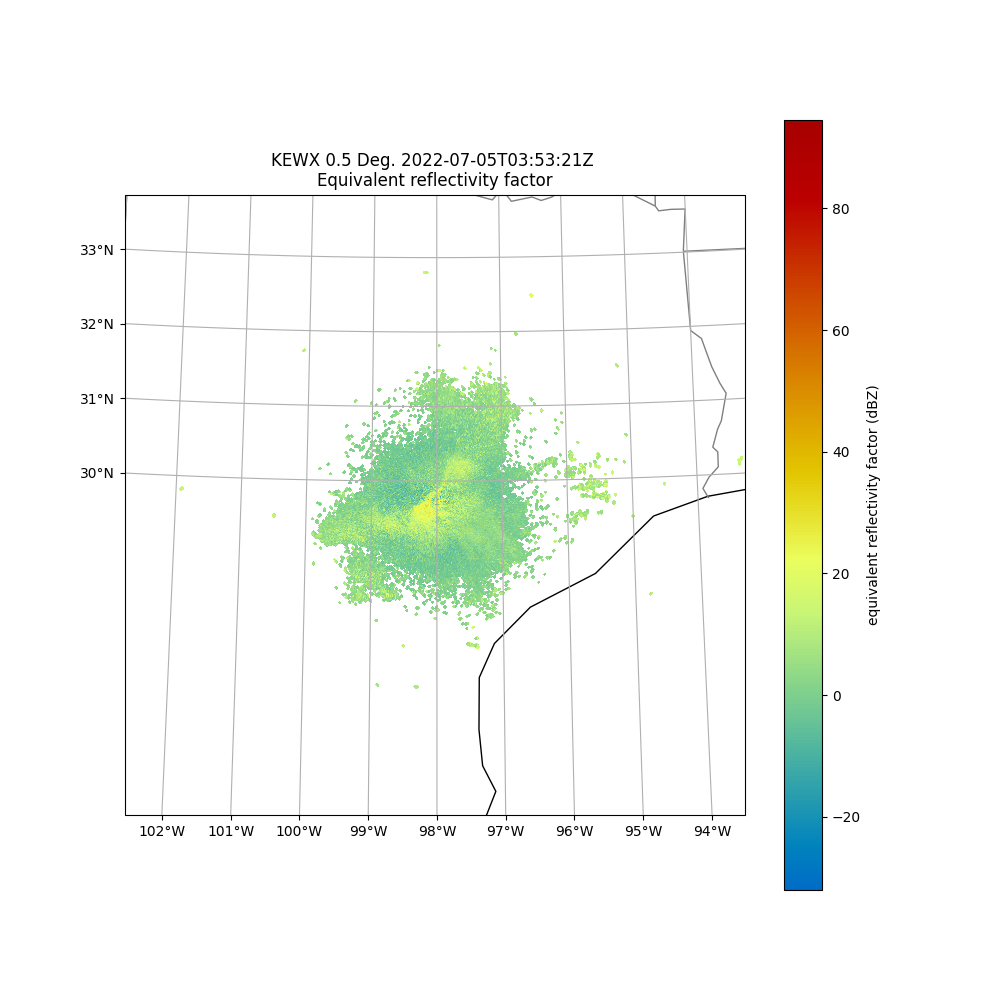 KEWX 0.5 Deg. 2022-07-05T03:53:21Z
Equivalent reflectivity factor
33°N
32°N
31°N
30°N
102°W 101°W 100°W 99°W 98°W 97°W 96°W 95°W 94°W
80
60
40
20
0
−20
equivalent reflectivity factor (dBZ)